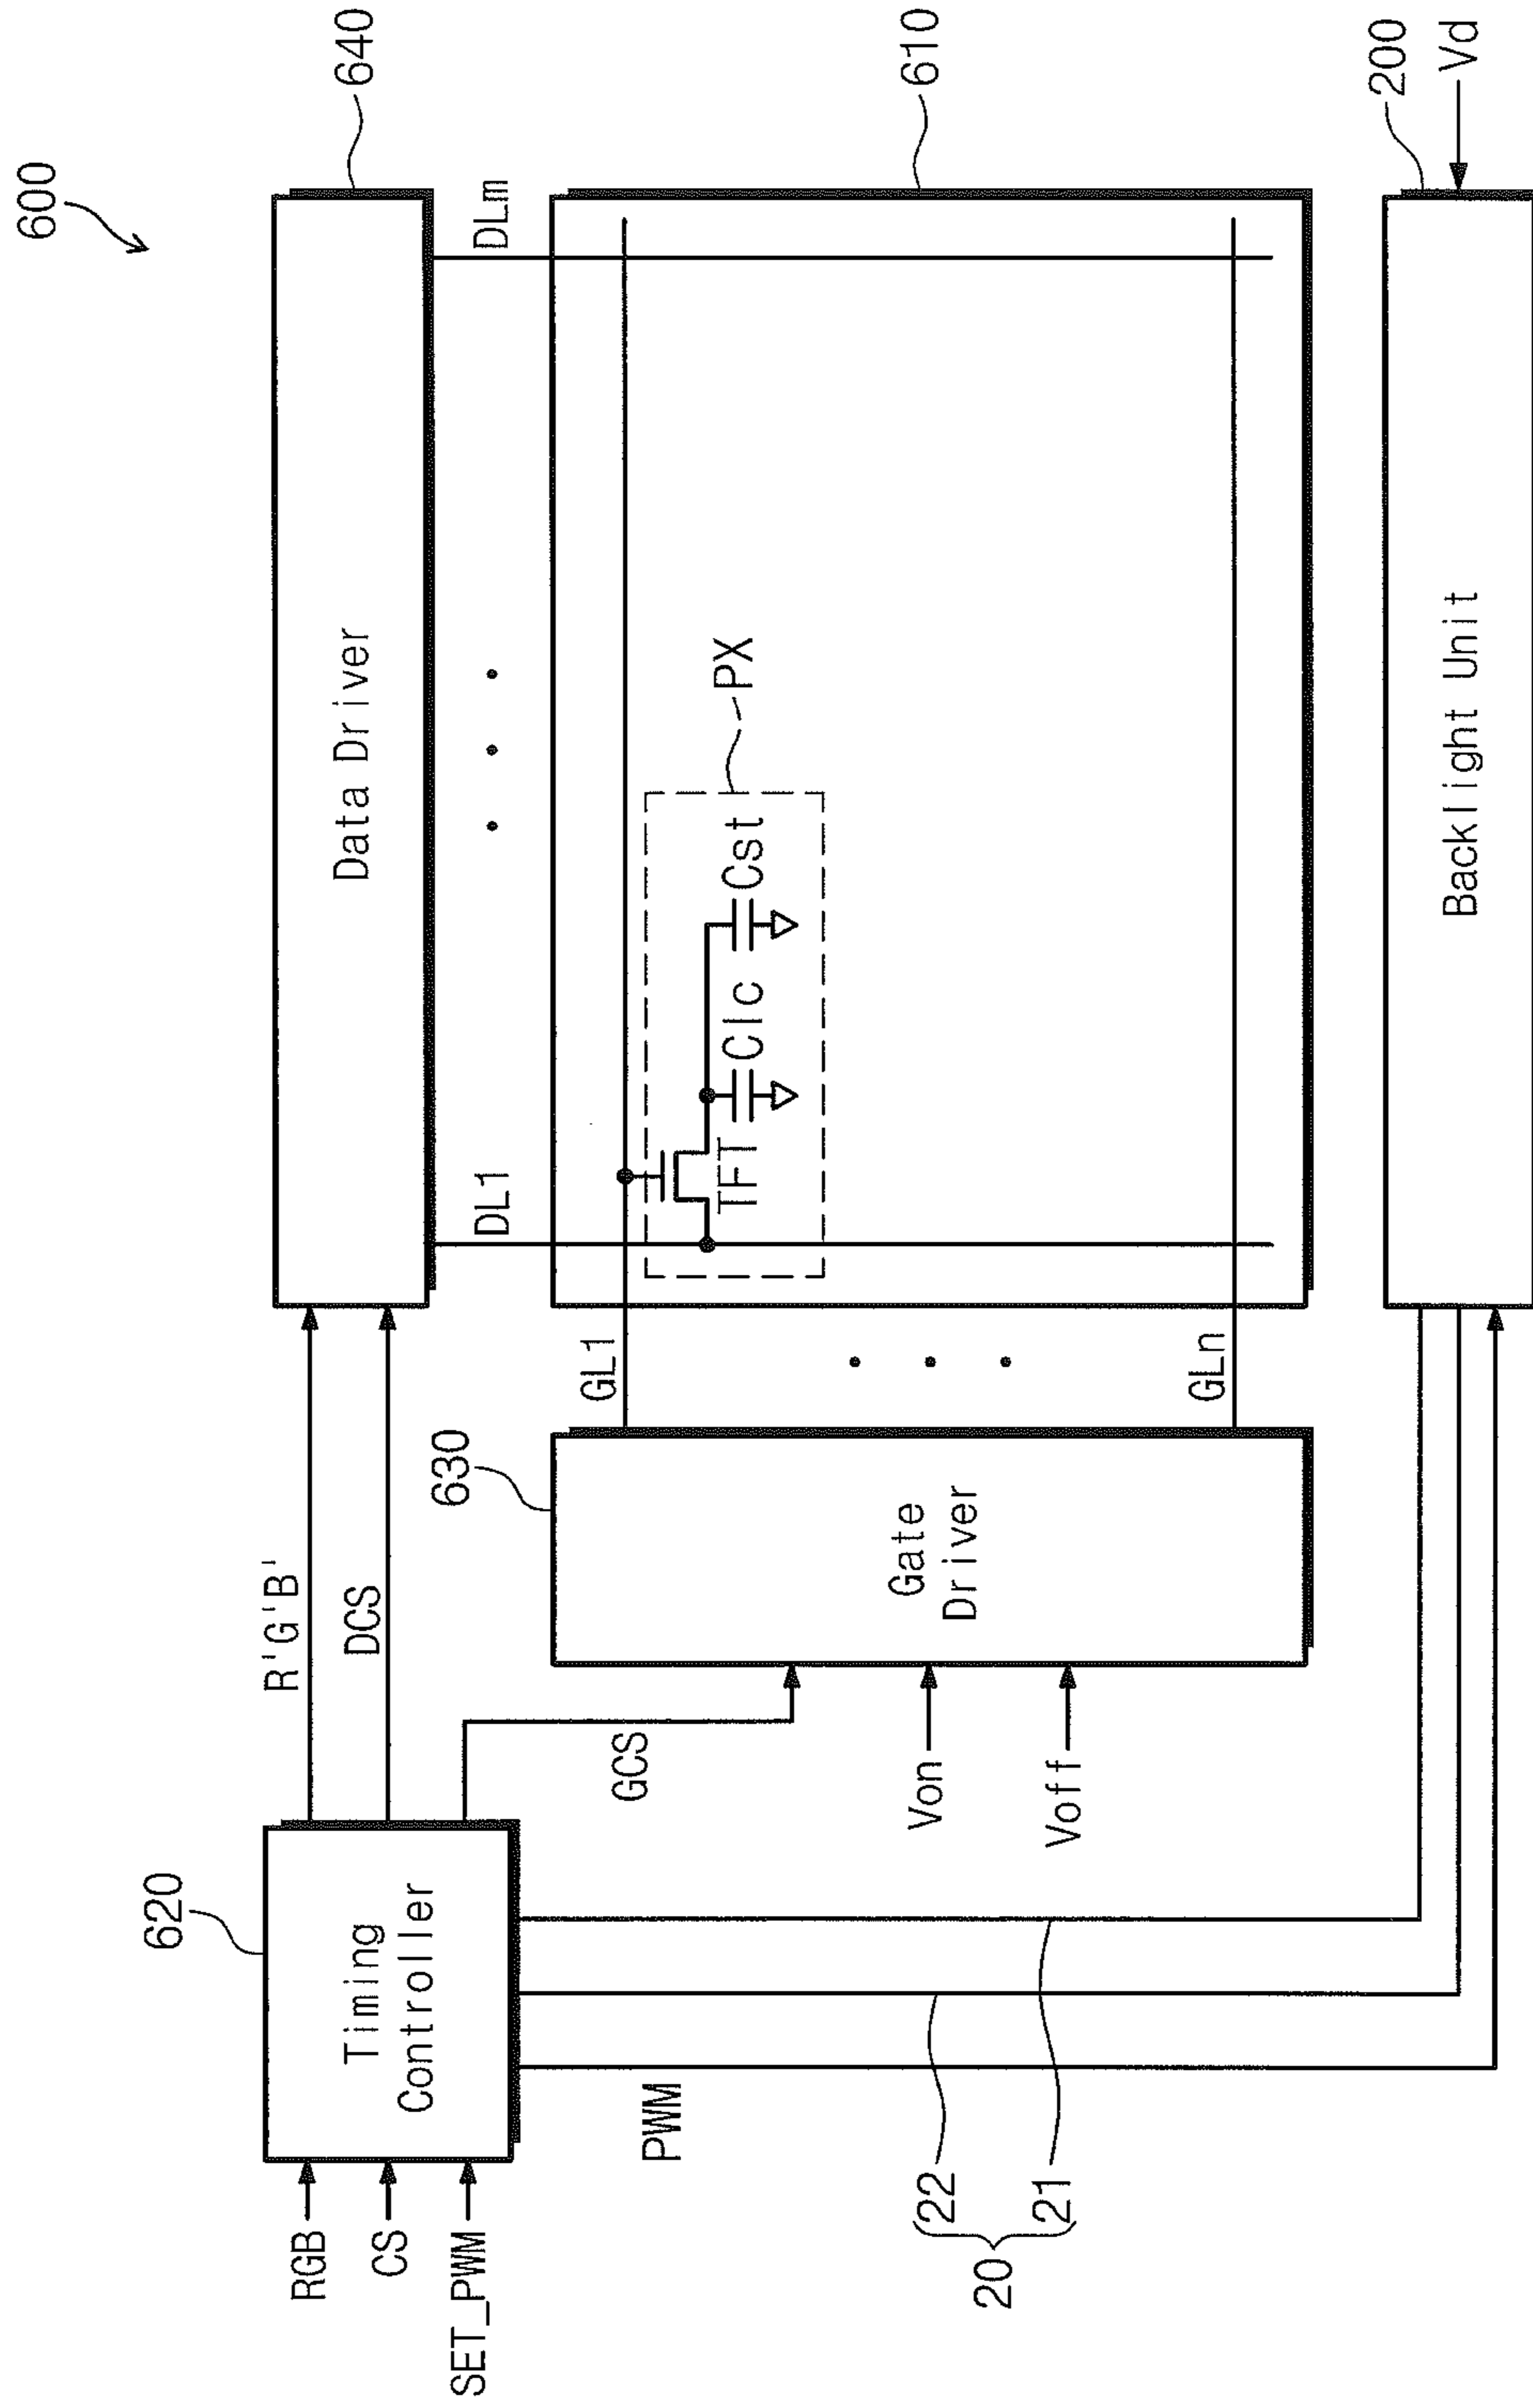 600
640
Data Driver
R'G'B'
DCS
620
Timing
Controller
RGB
CS
SET_PWM
GCS
630
DL1
DLm
GL1
GLn
TFT
Clc
Cst
PX
610
Gate
Driver
Von
Voff
PWM
22
21
20
200
Vd
Backlight Unit